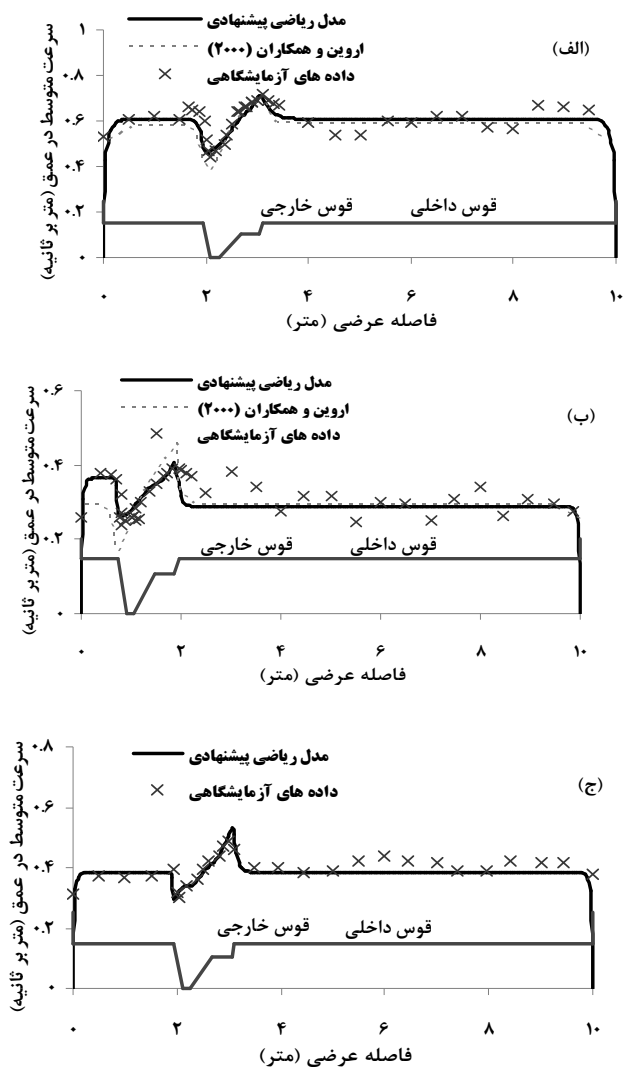 مدل ریاضی پیشنهادی
اروین و همکاران (۲۰۰۰)
داده های آزمایشگاهی
(الف)
سرعت متوسط در عمق (متر بر ثانیه)
۱
۰.۸
۰.۶
۰.۴
۰.۲
۰
قوس خارجی
قوس داخلی
۰ ۲ ۴ ۶ ۸ ۱۰
فاصله عرضی (متر)
مدل ریاضی پیشنهادی
اروین و همکاران (۲۰۰۰)
داده های آزمایشگاهی
(ب)
سرعت متوسط در عمق (متر بر ثانیه)
۰.۶
۰.۴
۰.۲
۰
قوس خارجی
قوس داخلی
۰ ۲ ۴ ۶ ۸ ۱۰
فاصله عرضی (متر)
مدل ریاضی پیشنهادی
داده های آزمایشگاهی
(ج)
سرعت متوسط در عمق (متر بر ثانیه)
۰.۸
۰.۶
۰.۴
۰.۲
۰
قوس خارجی
قوس داخلی
۰ ۲ ۴ ۶ ۸ ۱۰
فاصله عرضی (متر)